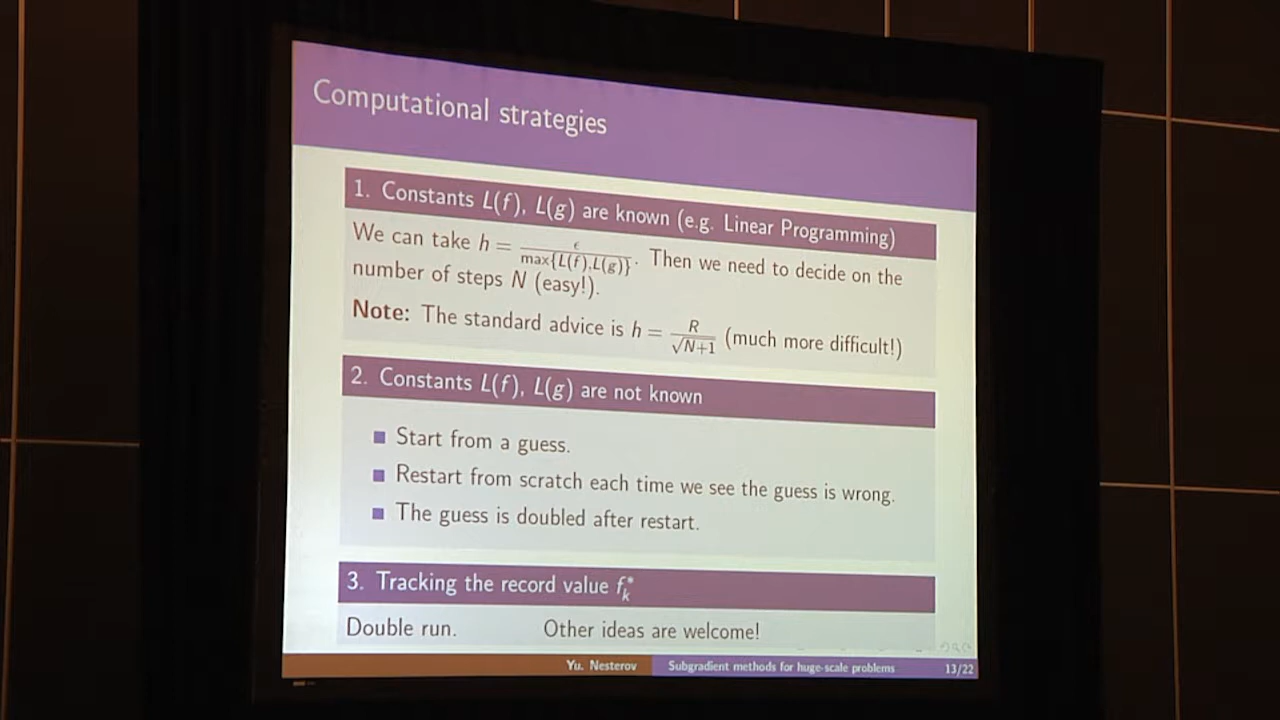 Computational strategies
1. Constants L(f), L(g) are known (e.g. Linear Programming)
We can take h = ϵ / max{L(f),L(g)}. Then we need to decide on the
number of steps N (easy!).
Note: The standard advice is h = R / √N+1 (much more difficult!)
2. Constants L(f), L(g) are not known
■ Start from a guess.
■ Restart from scratch each time we see the guess is wrong.
■ The guess is doubled after restart.
3. Tracking the record value f*k
Double run. Other ideas are welcome!
Yu. Nesterov Subgradient methods for huge-scale problems 13/22